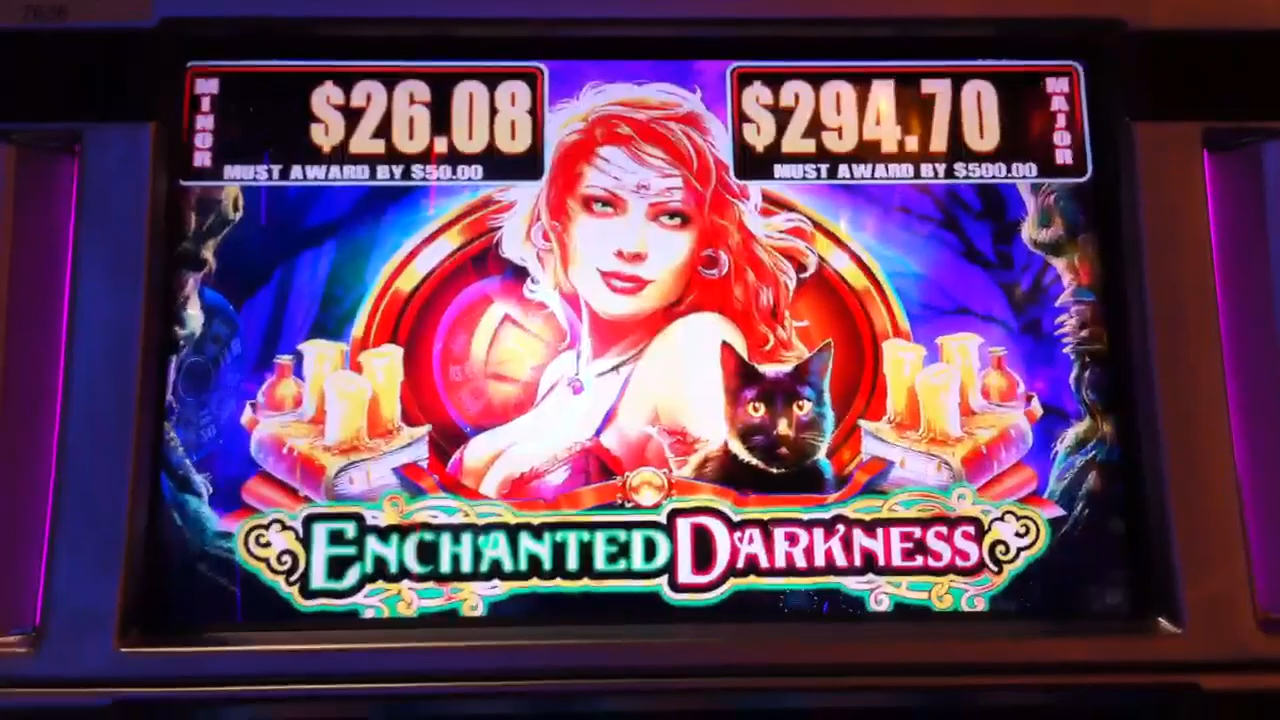 MINOR
$26.08
MUST AWARD BY $50.00
$294.70
MAJOR
MUST AWARD BY $500.00
ENCHANTED DARKNESS